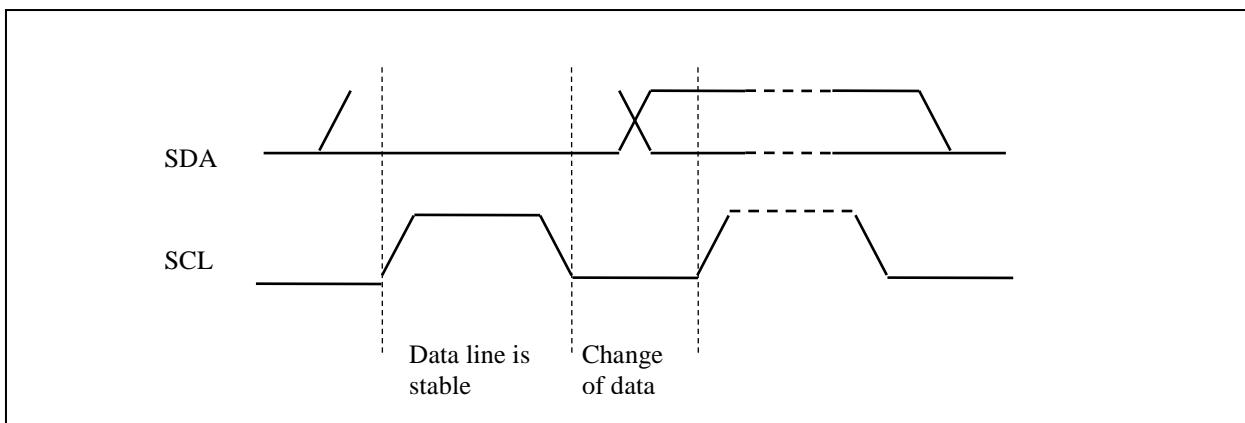 SDA
SCL
Data line is
stable
Change
of data